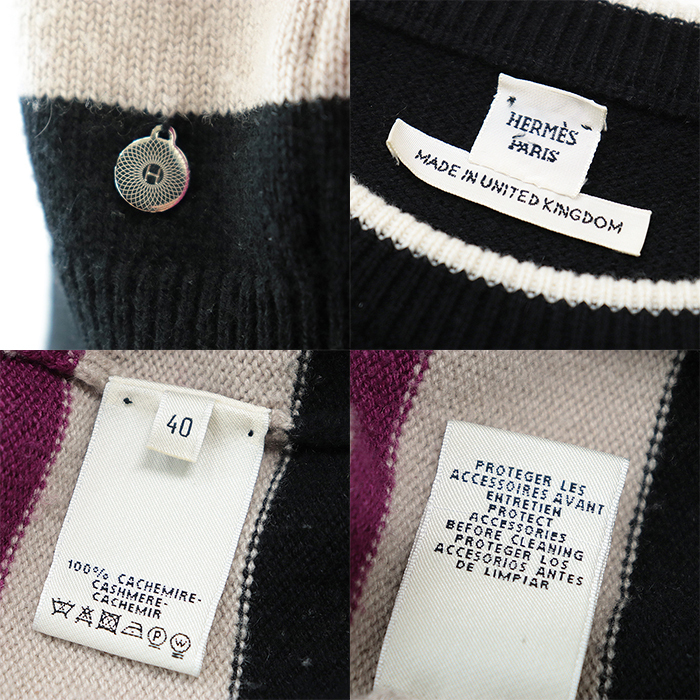 H
HERMÈS
PARIS
MADE IN UNITED KINGDOM
40
100% CACHEMIRE-
CASHMERE-
CACHEMIR
A P W
PROTEGER LES
ACCESSOIRES AVANT
ENTRETIEN
PROTECT
ACCESSORIES
BEFORE CLEANING
PROTEGER LOS
ACCESORIOS ANTES
DE LIMPIAR